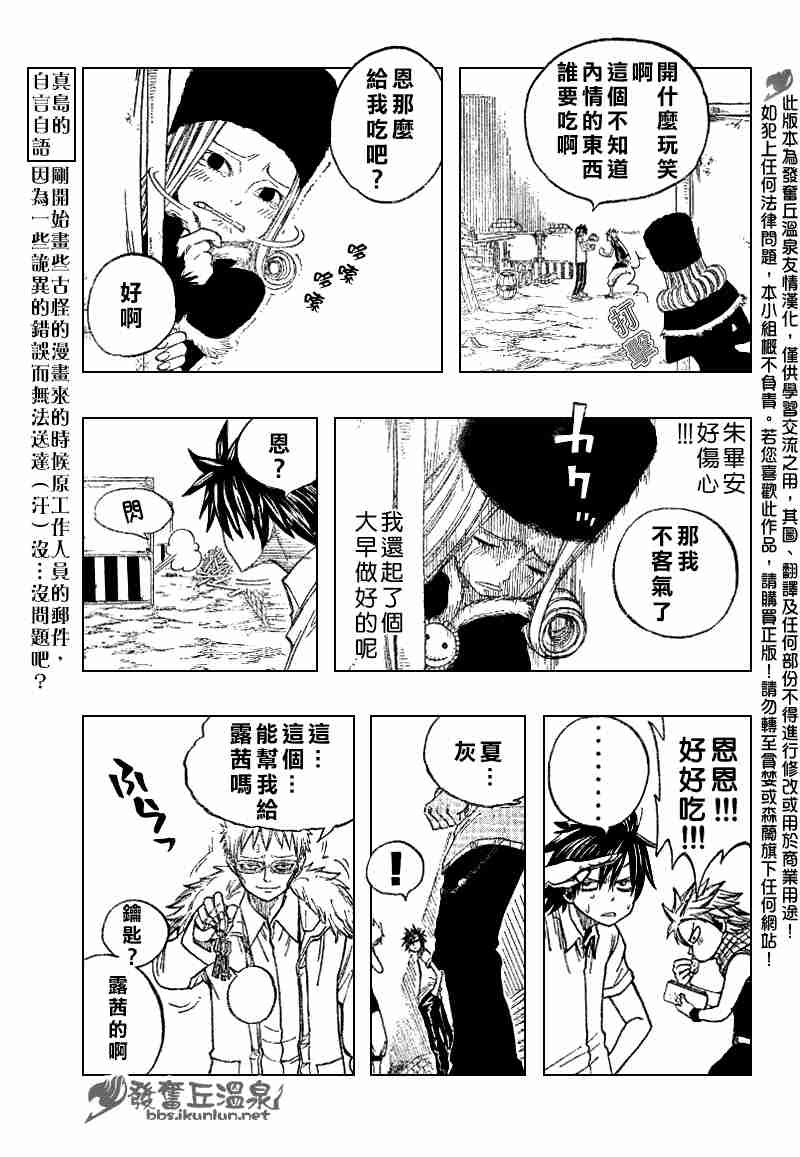 此版本為發奮丘溫泉友情漢化，僅供學習交流之用，其圖、翻譯及任何部份不得進行修改或用於商業用途！
如犯上任何法律問題，本小組概不負責。若您喜歡此作品，請購買正版！請勿轉至貪婪或森蘭旗下任何網站！
開什麼玩笑
啊
這個不知道
內情的東西
誰要吃啊
打擊
恩那麼
給我吃吧？
哆嗦
哆嗦
好啊
朱畢安
好傷心
!!!
那我
不客氣了
我還起了個
大早做好的呢
恩？
閃
恩恩!!!
好好吃!!!
………
灰夏
…
！
這…
這個…
能幫我給
露茜嗎
ふらっ
鑰匙？
露茜的啊
真島的
自言自語
剛開始畫些古怪的漫畫來的時候原工作人員的郵件，
因為一些詭異的錯誤而無法送達（汗）沒…沒問題吧？
發奮丘溫泉
bbs.ikunlun.net